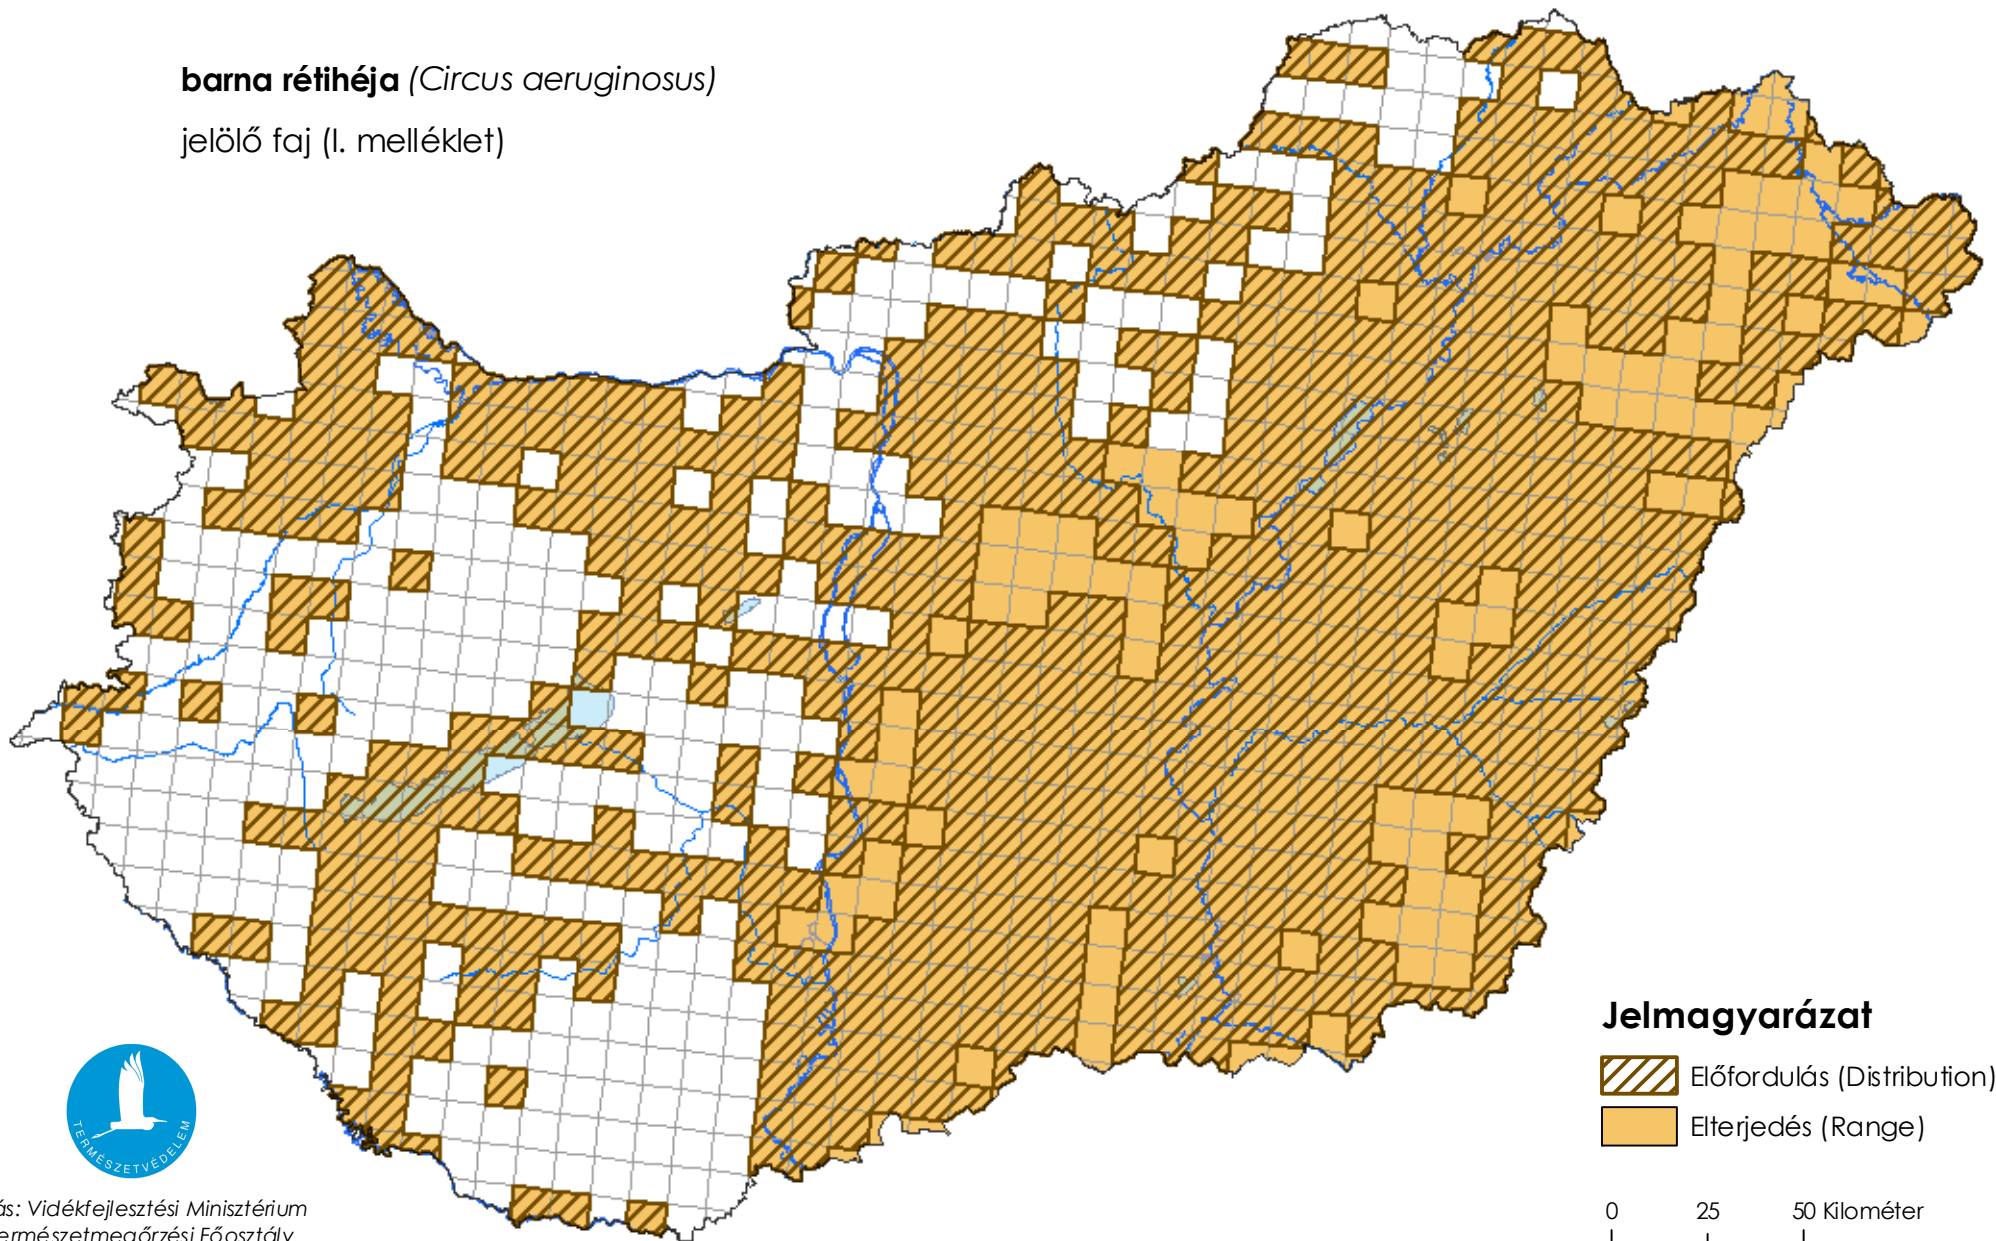 barna rétihéja (Circus aeruginosus)
jelölő faj (I. melléklet)
Jelmagyarázat
Előfordulás (Distribution)
Elterjedés (Range)
0 25 50 Kilométer
TERMÉSZETVÉDELEM
Vidékfejlesztési Minisztérium